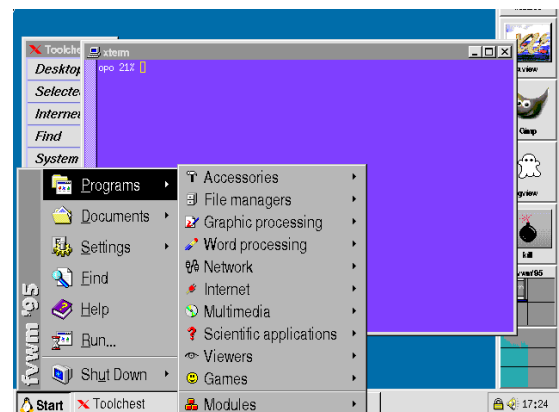 Toolche
Desktop
Selecte
Internet
Find
System
xterm
opo 21%
xview
Gimp
gview
kill
fvwm95
fvwm '95
Programs
Documents
Settings
Find
Help
Run...
Shut Down
Accessories
File managers
Graphic processing
Word processing
Network
Internet
Multimedia
Scientific applications
Viewers
Games
Modules
Start
Toolchest
17:24